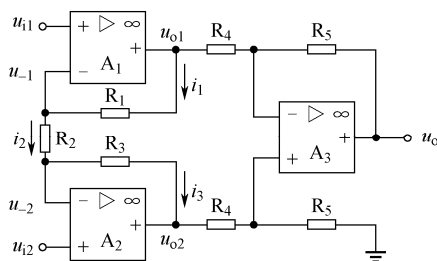 u_i1 + ▷ ∞ u_o1 R_4 R_5
u_−1 − A_1 +
R_1 i_1
i_2 R_2 R_3 − ▷ ∞
+ A_3 + u_o
u_−2 − ▷ ∞ i_3 R_4 R_5
u_i2 + A_2 + u_o2